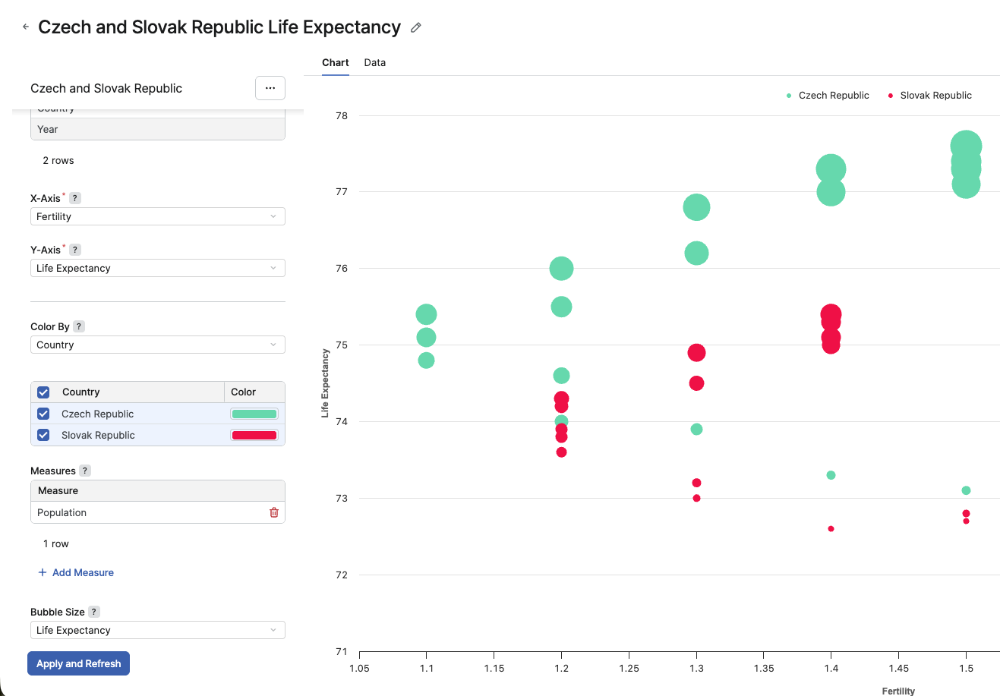 Czech and Slovak Republic Life Expectancy
Chart Data
Czech and Slovak Republic
...
Country
Year
2 rows
X-Axis * ?
Fertility
Y-Axis * ?
Life Expectancy
Color By ?
Country
Country Color
Czech Republic
Slovak Republic
Measures ?
Measure
Population
1 row
+ Add Measure
Bubble Size ?
Life Expectancy
Apply and Refresh
Czech Republic Slovak Republic
78
77
76
75
74
73
72
71
Life Expectancy
1.05 1.1 1.15 1.2 1.25 1.3 1.35 1.4 1.45 1.5
Fertility